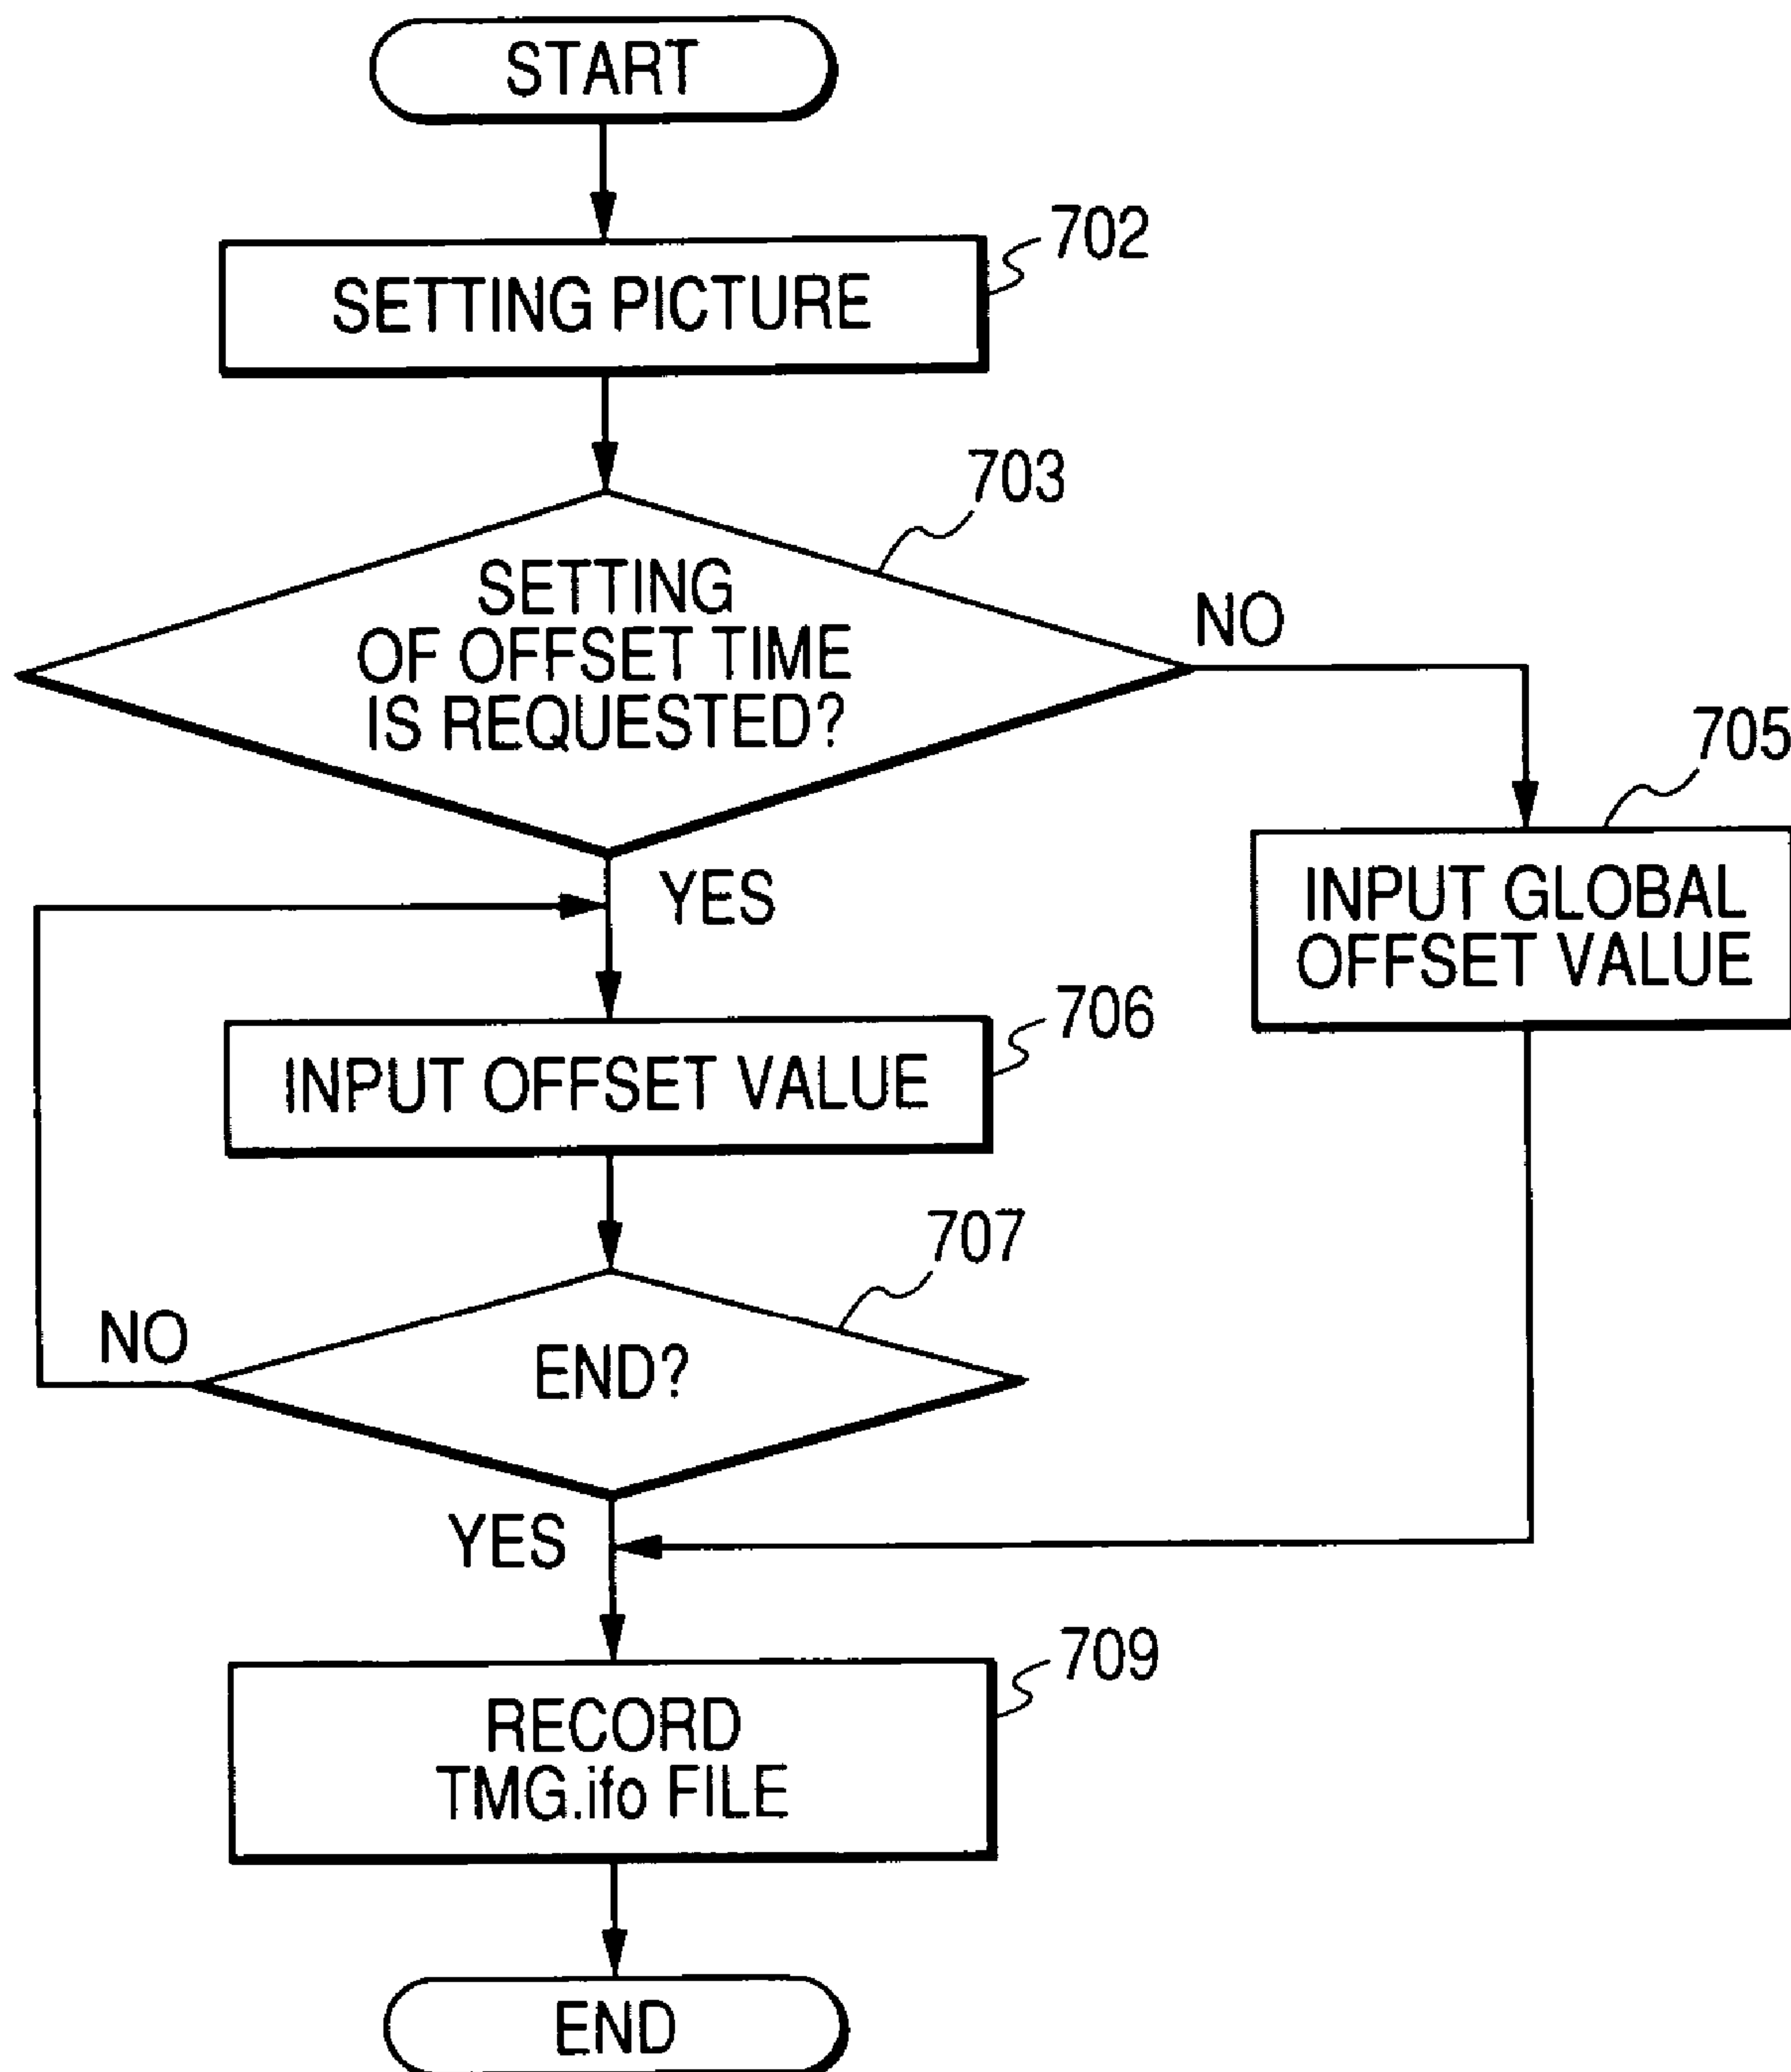 START
702
SETTING PICTURE
703
SETTING
OF OFFSET TIME
IS REQUESTED?
NO
705
YES
INPUT GLOBAL
OFFSET VALUE
706
INPUT OFFSET VALUE
707
NO
END?
YES
709
RECORD
TMG.ifo FILE
END